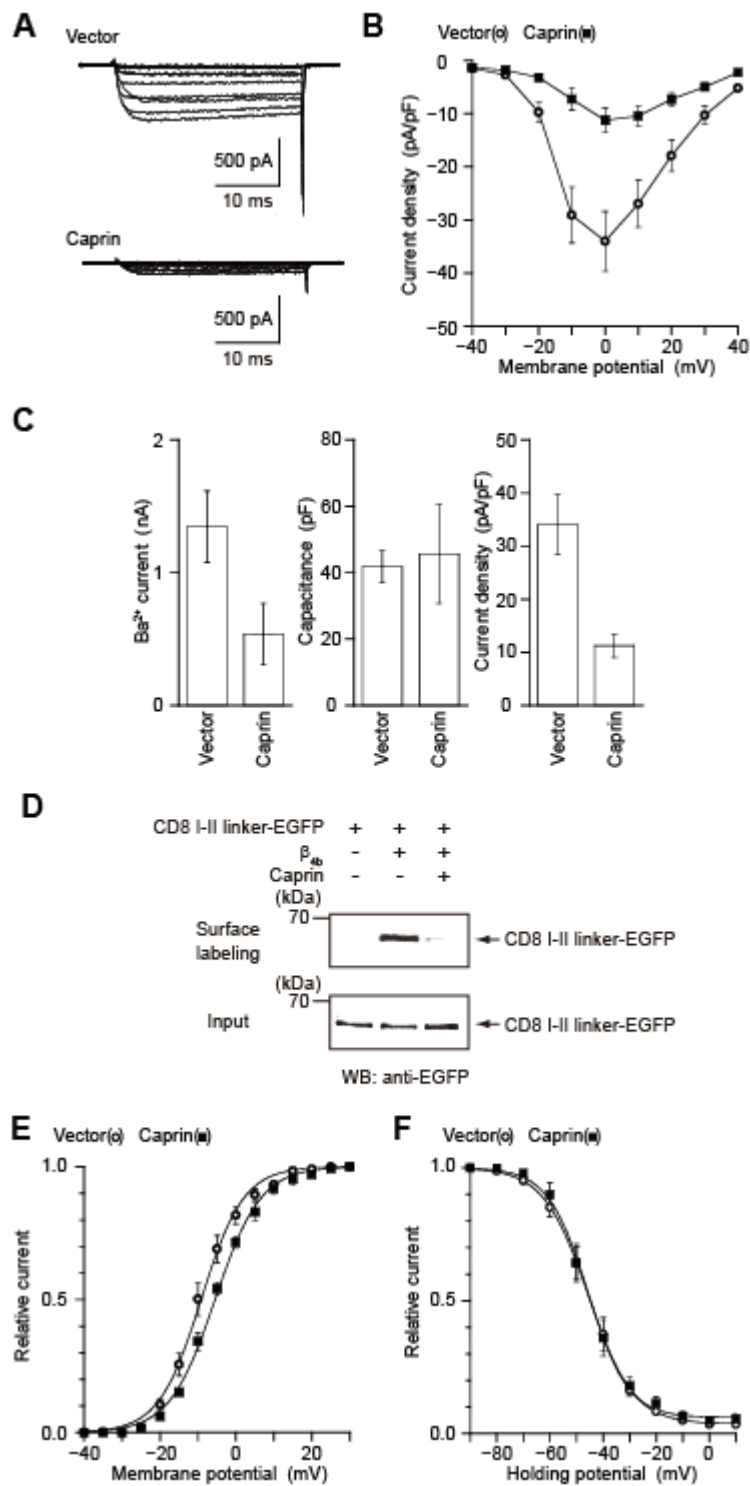 A
Vector
500 pA
10 ms
Caprin
500 pA
10 ms
B
Vector(○) Caprin(■)
0
−10
−20
−30
−40
−50
Current density (pA/pF)
−40 −20 0 20 40
Membrane potential (mV)
C
2
1
0
Ba²⁺ current (nA)
Vector
Caprin
80
60
40
20
0
Capacitance (pF)
Vector
Caprin
50
40
30
20
10
0
Current density (pA/pF)
Vector
Caprin
D
CD8 I-II linker-EGFP + + +
β4b - + +
Caprin - - +
(kDa)
70
Surface
labeling
CD8 I-II linker-EGFP
(kDa)
70
Input
CD8 I-II linker-EGFP
WB: anti-EGFP
E
Vector(○) Caprin(■)
1.0
0.5
0.0
Relative current
−40 −20 0 20
Membrane potential (mV)
F
Vector(○) Caprin(■)
1.0
0.5
0.0
Relative current
−80 −60 −40 −20 0
Holding potential (mV)